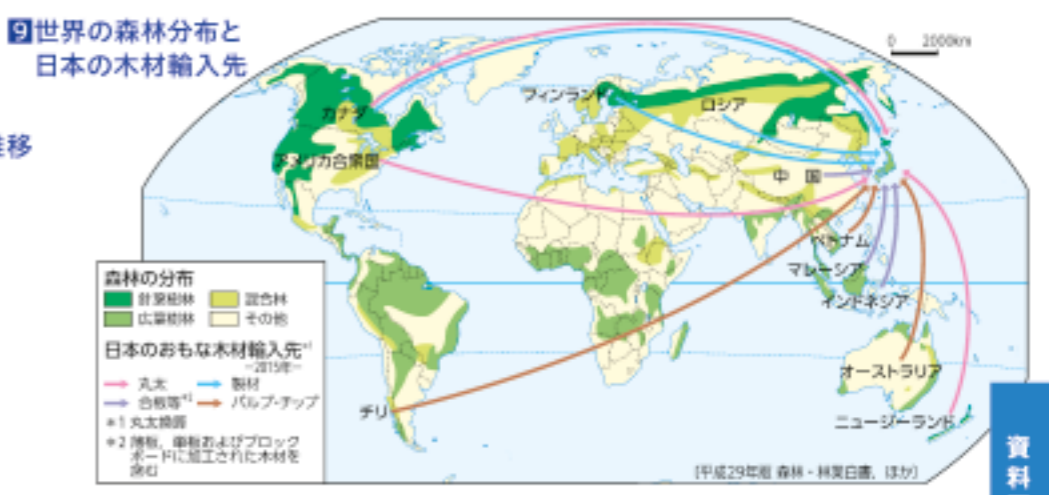 9世界の森林分布と
日本の木材輸入先
移
0 2000km
フィンランド
ロシア
カナダ
アメリカ合衆国
中国
ベトナム
マレーシア
インドネシア
オーストラリア
ニュージーランド
チリ
森林の分布
針葉樹林 混合林
広葉樹林 その他
日本のおもな木材輸入先*1
−2015年−
丸太 製材
合板等*2 パルプ・チップ
*1 丸太換算
*2 薄板、単板およびブロック
ボードに加工された木材を
含む
(平成29年版 森林・林業白書、ほか)
資料